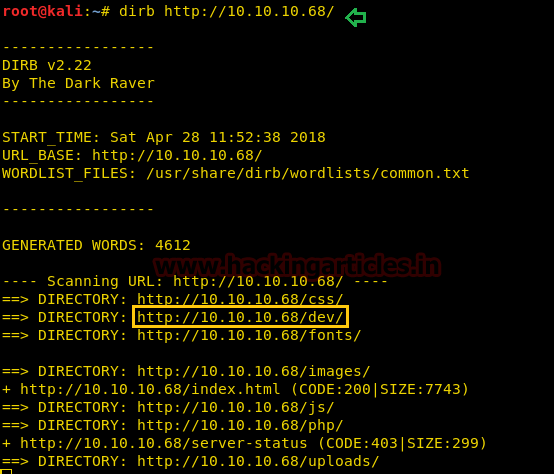 root@kali:~# dirb http://10.10.10.68/
-----------------
DIRB v2.22
By The Dark Raver
-----------------
START_TIME: Sat Apr 28 11:52:38 2018
URL_BASE: http://10.10.10.68/
WORDLIST_FILES: /usr/share/dirb/wordlists/common.txt
-----------------
GENERATED WORDS: 4612
www.hackingarticles.in
---- Scanning URL: http://10.10.10.68/ ----
==> DIRECTORY: http://10.10.10.68/css/
==> DIRECTORY: http://10.10.10.68/dev/
==> DIRECTORY: http://10.10.10.68/fonts/
==> DIRECTORY: http://10.10.10.68/images/
+ http://10.10.10.68/index.html (CODE:200|SIZE:7743)
==> DIRECTORY: http://10.10.10.68/js/
==> DIRECTORY: http://10.10.10.68/php/
+ http://10.10.10.68/server-status (CODE:403|SIZE:299)
==> DIRECTORY: http://10.10.10.68/uploads/